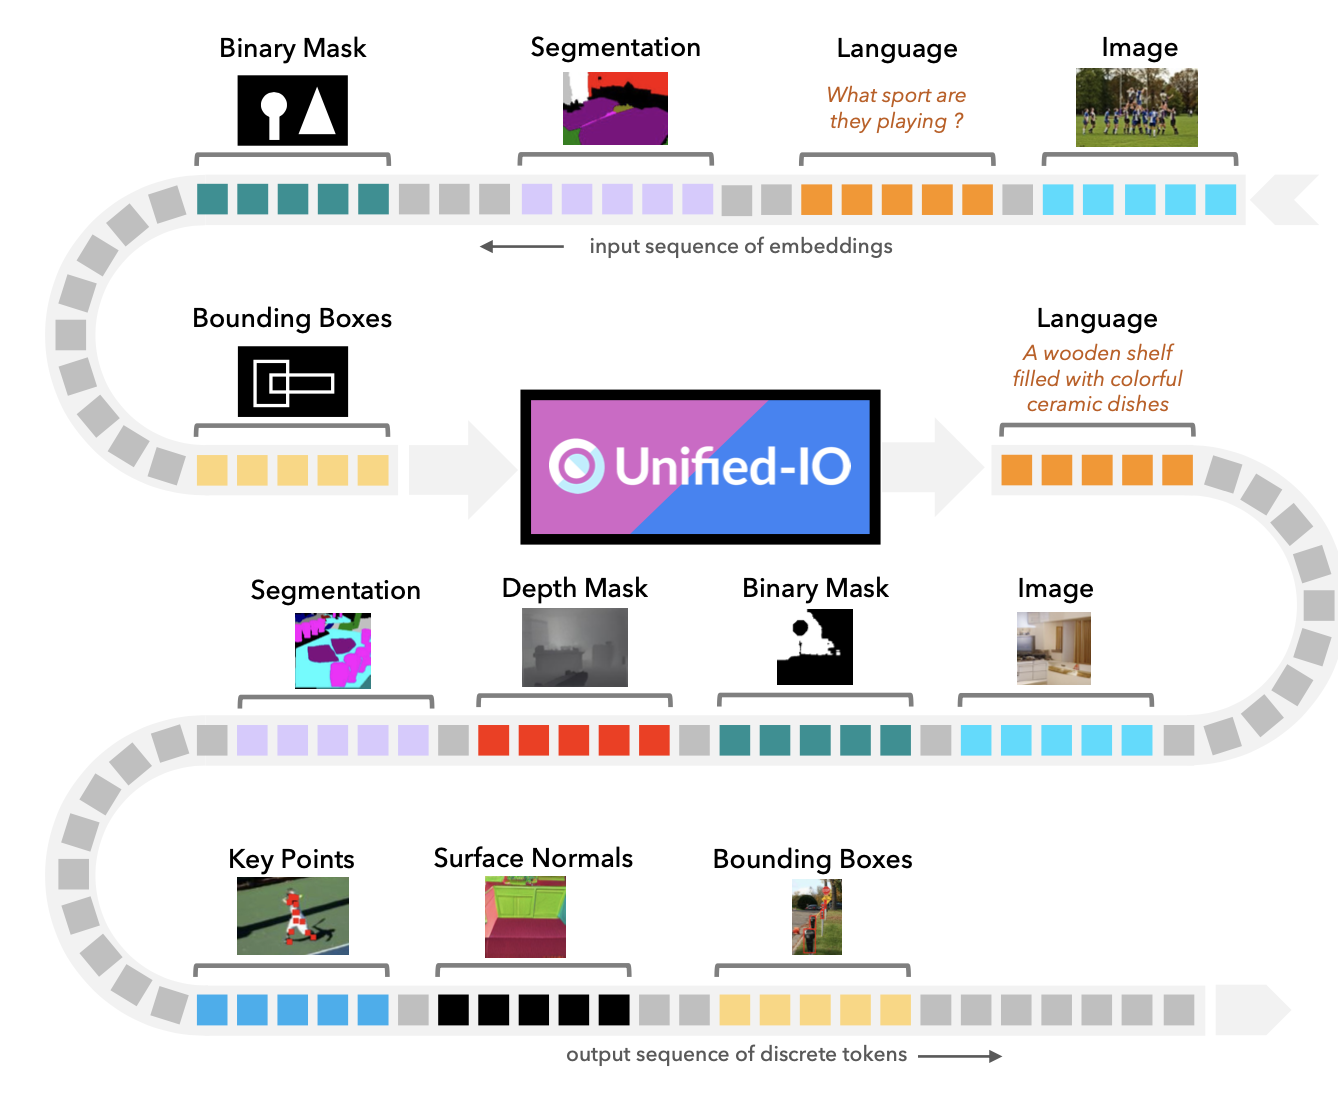 Binary Mask
Segmentation
Language
Image
What sport are
they playing ?
input sequence of embeddings
Bounding Boxes
Language
A wooden shelf
filled with colorful
ceramic dishes
Unified-IO
Segmentation
Depth Mask
Binary Mask
Image
Key Points
Surface Normals
Bounding Boxes
output sequence of discrete tokens